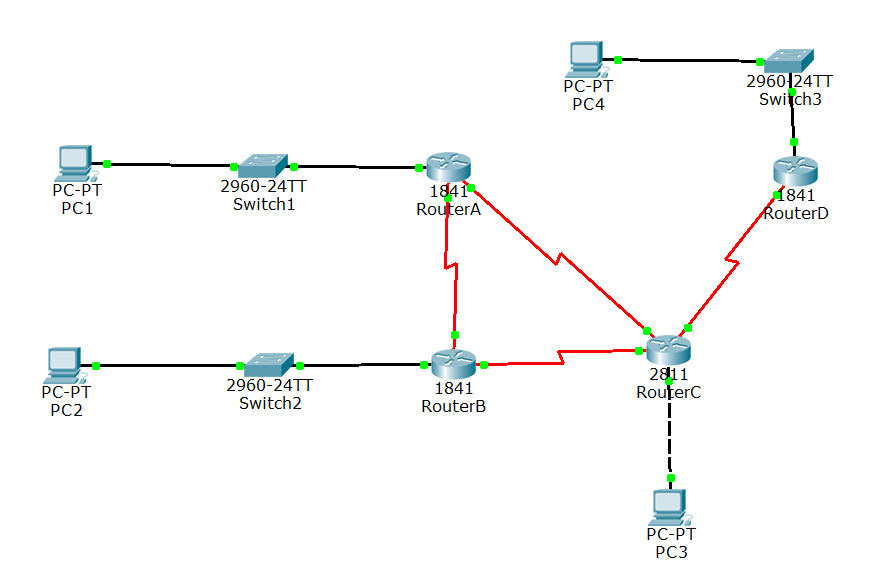 PC-PT
PC4
2960-24TT
Switch3
PC-PT
PC1
2960-24TT
Switch1
1841
RouterA
1841
RouterD
PC-PT
PC2
2960-24TT
Switch2
1841
RouterB
2811
RouterC
PC-PT
PC3